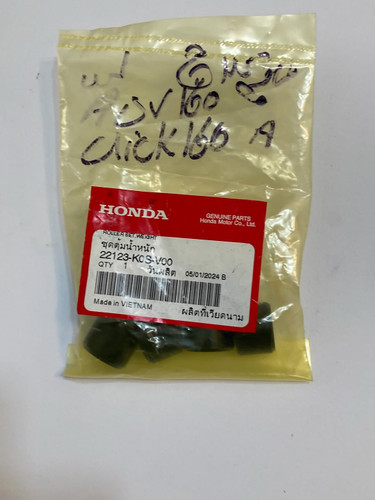 แท้
ADV160
click160 A
HONDA
GENUINE PARTS
Honda Motor Co., Ltd.
ROLLER SET,WEIGHT
ชุดตุ้มน้ำหนัก
22123-K0S-V00
QTY 1 วันผลิต 05/01/2024 B
Made in VIETNAM ผลิตที่เวียดนาม